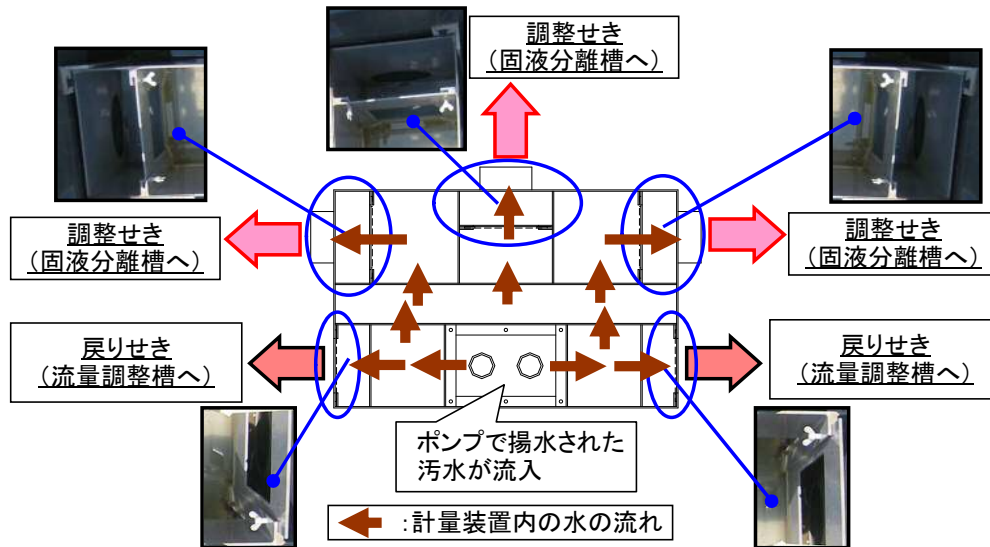 調整せき
(固液分離槽へ)
調整せき
(固液分離槽へ)
調整せき
(固液分離槽へ)
戻りせき
(流量調整槽へ)
戻りせき
(流量調整槽へ)
ポンプで揚水された
汚水が流入
:計量装置内の水の流れ